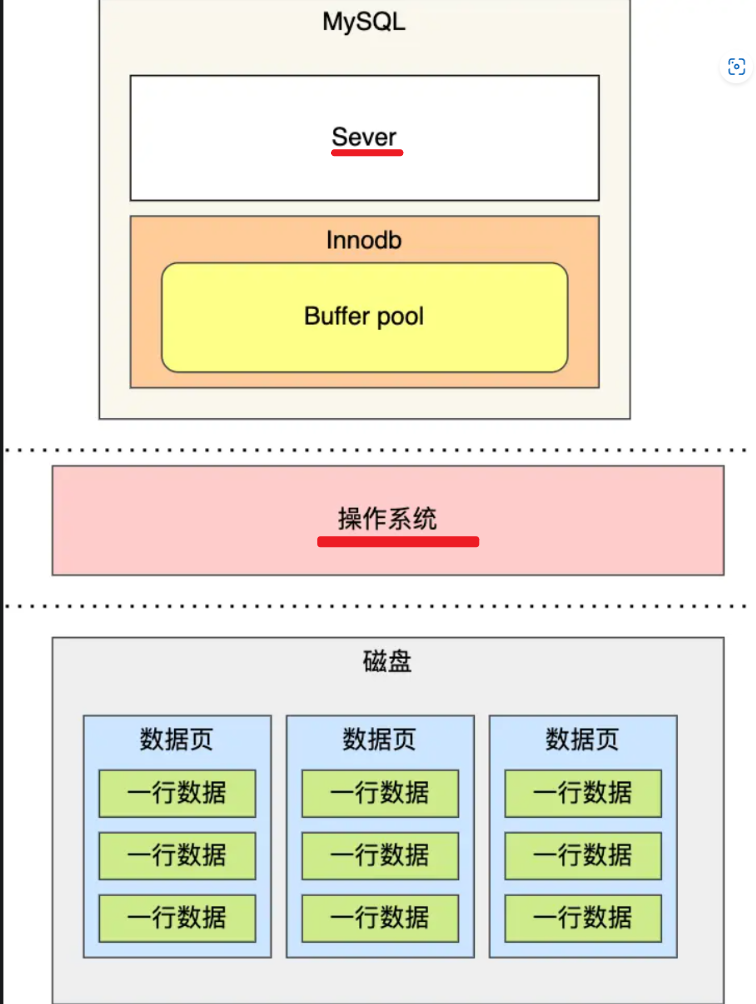 MySQL
Sever
Innodb
Buffer pool
操作系统
磁盘
数据页 数据页 数据页
一行数据 一行数据 一行数据
一行数据 一行数据 一行数据
一行数据 一行数据 一行数据